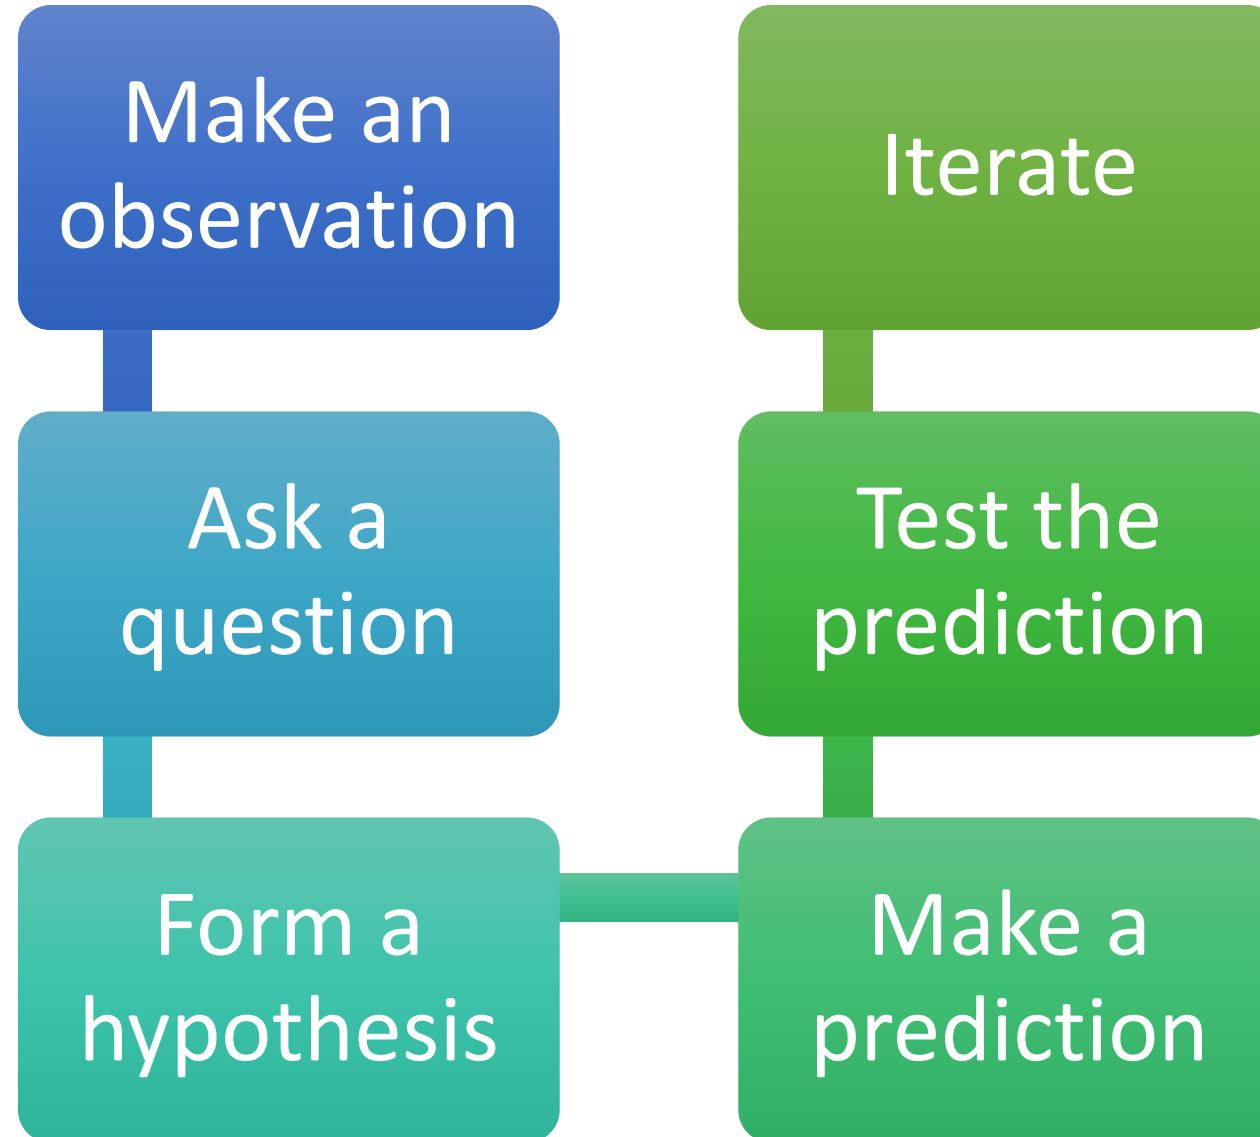 Make an
observation
Ask a
question
Form a
hypothesis
Make a
prediction
Test the
prediction
Iterate